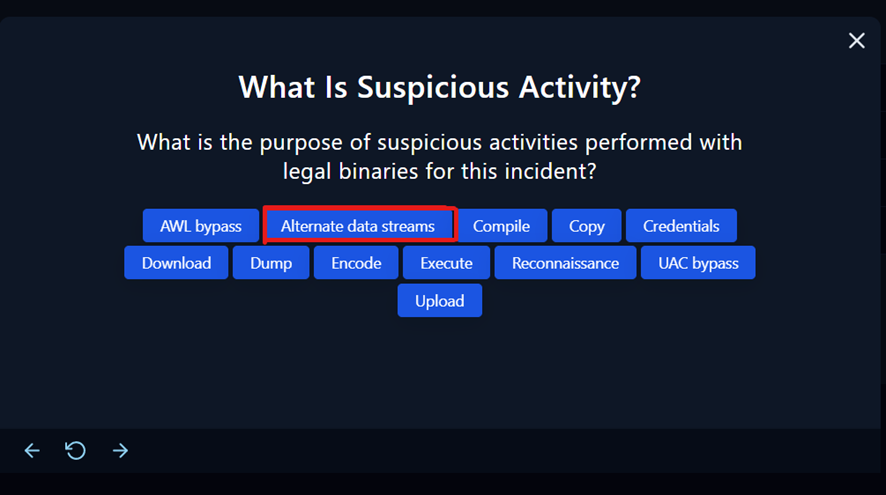 What Is Suspicious Activity?
What is the purpose of suspicious activities performed with
legal binaries for this incident?
AWL bypass Alternate data streams Compile Copy Credentials
Download Dump Encode Execute Reconnaissance UAC bypass
Upload